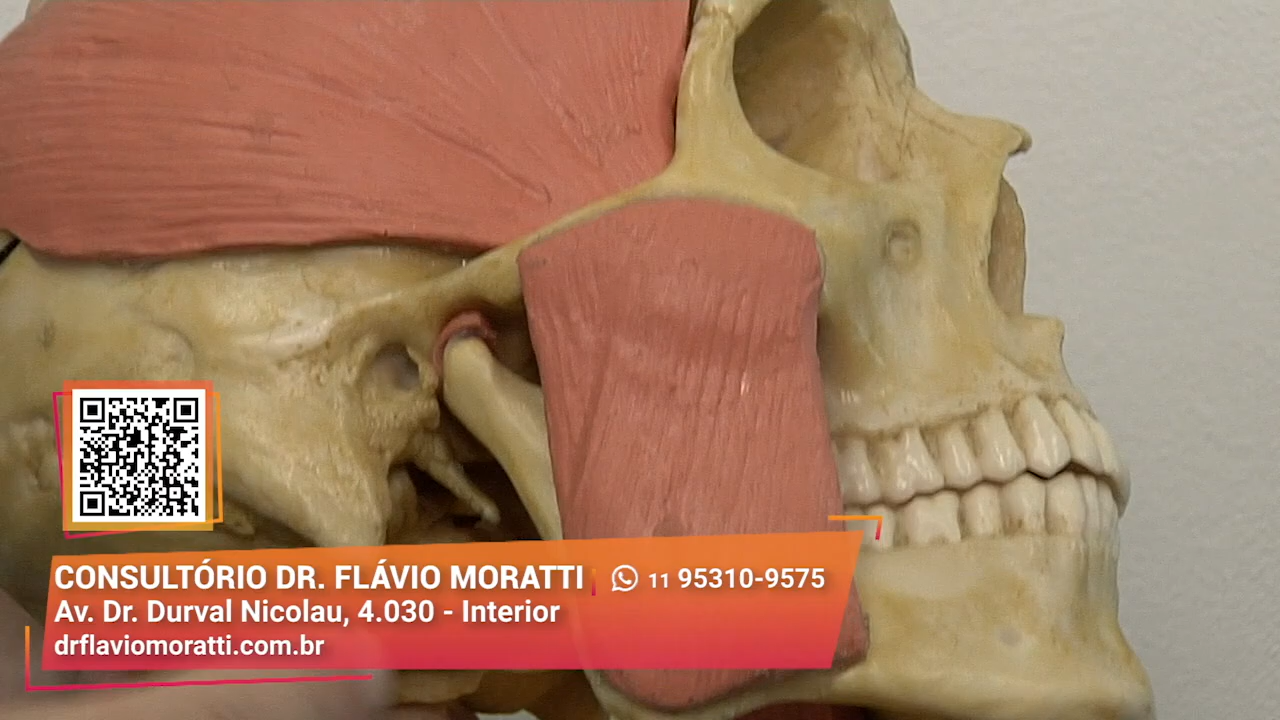 CONSULTÓRIO DR. FLÁVIO MORATTI | 11 95310-9575
Av. Dr. Durval Nicolau, 4.030 - Interior
drflaviomoratti.com.br